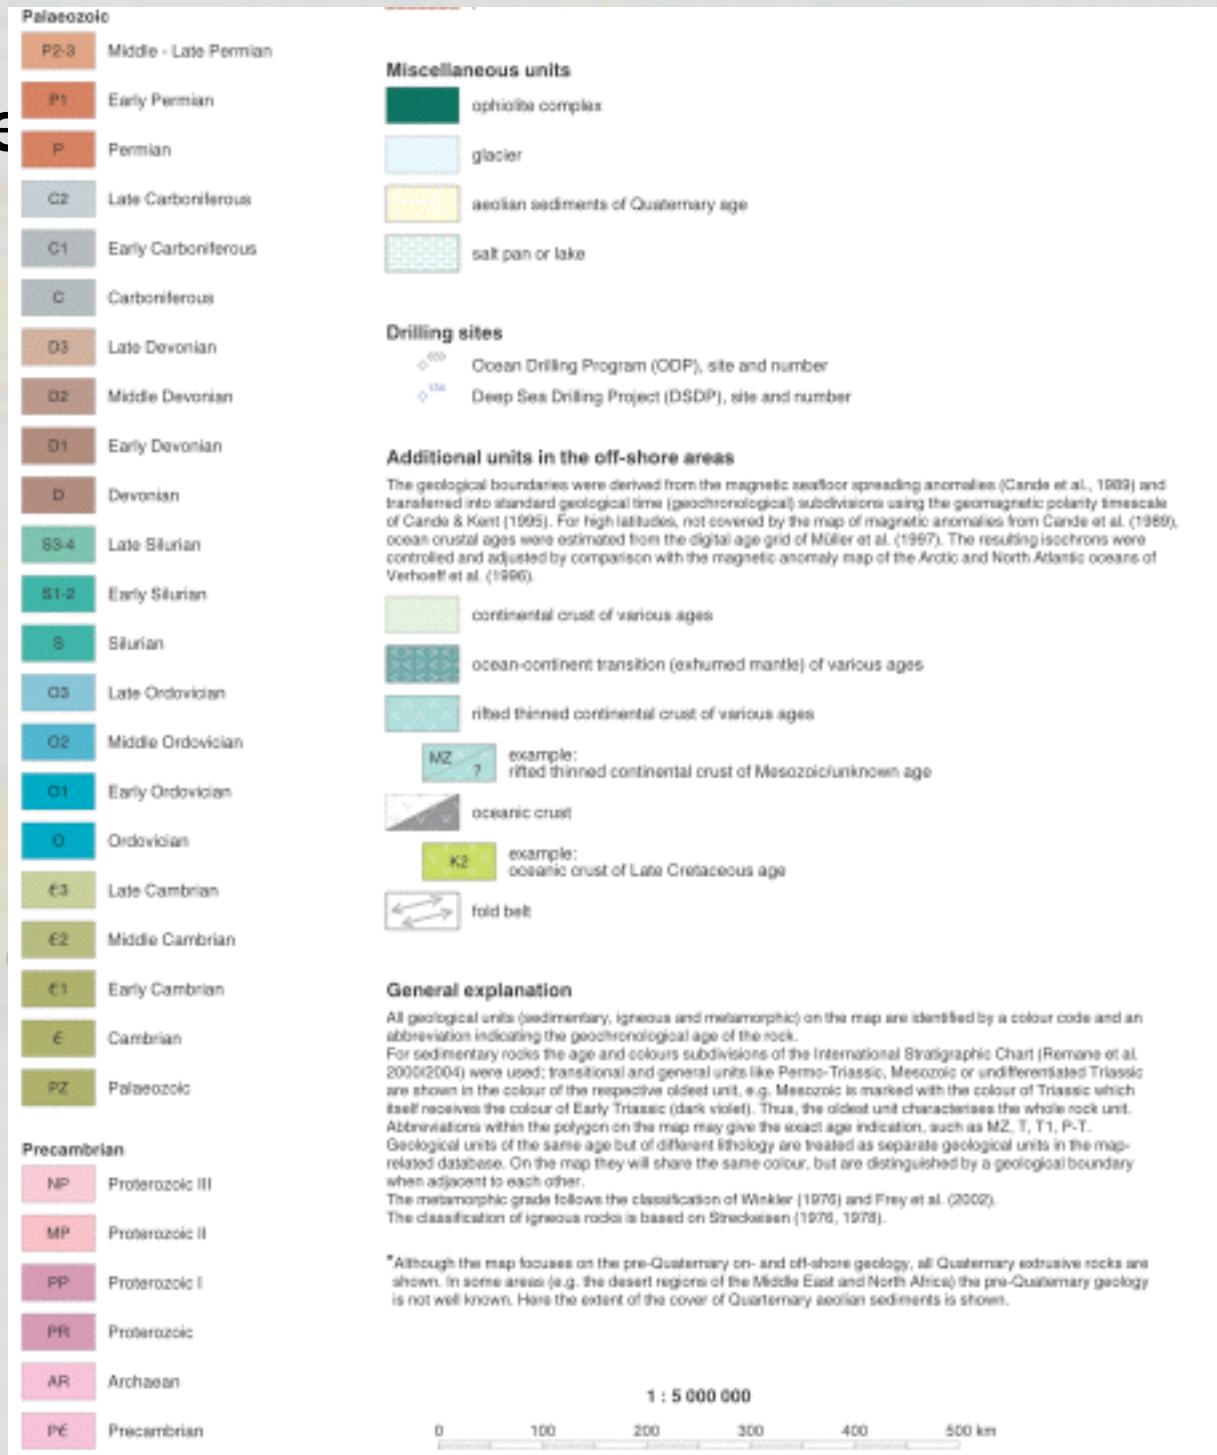 Palaeozoic
P2-3 Middle - Late Permian
P1 Early Permian
P Permian
C2 Late Carboniferous
C1 Early Carboniferous
C Carboniferous
D3 Late Devonian
D2 Middle Devonian
D1 Early Devonian
D Devonian
S3-4 Late Silurian
S1-2 Early Silurian
S Silurian
O3 Late Ordovician
O2 Middle Ordovician
O1 Early Ordovician
O Ordovician
Є3 Late Cambrian
Є2 Middle Cambrian
Є1 Early Cambrian
Є Cambrian
PZ Palaeozoic
Precambrian
NP Proterozoic III
MP Proterozoic II
PP Proterozoic I
PR Proterozoic
AR Archaean
PЄ Precambrian
Miscellaneous units
ophiolite complex
glacier
aeolian sediments of Quaternary age
salt pan or lake
Drilling sites
Ocean Drilling Program (ODP), site and number
Deep Sea Drilling Project (DSDP), site and number
Additional units in the off-shore areas
The geological boundaries were derived from the magnetic seafloor spreading anomalies (Cande et al., 1989) and
transferred into standard geological time (geochronological) subdivisions using the geomagnetic polarity timescale
of Cande & Kent (1995). For high latitudes, not covered by the map of magnetic anomalies from Cande et al. (1989),
ocean crustal ages were estimated from the digital age grid of Müller et al. (1997). The resulting isochrons were
controlled and adjusted by comparison with the magnetic anomaly map of the Arctic and North Atlantic oceans of
Verhoeff et al. (1996).
continental crust of various ages
ocean-continent transition (exhumed mantle) of various ages
rifted thinned continental crust of various ages
MZ ? example:
rifted thinned continental crust of Mesozoic/unknown age
oceanic crust
K2 example:
oceanic crust of Late Cretaceous age
fold belt
General explanation
All geological units (sedimentary, igneous and metamorphic) on the map are identified by a colour code and an
abbreviation indicating the geochronological age of the rock.
For sedimentary rocks the age and colours subdivisions of the International Stratigraphic Chart (Remane et al.
2000/2004) were used; transitional and general units like Permo-Triassic, Mesozoic or undifferentiated Triassic
are shown in the colour of the respective oldest unit, e.g. Mesozoic is marked with the colour of Triassic which
itself receives the colour of Early Triassic (dark violet). Thus, the oldest unit characterises the whole rock unit.
Abbreviations within the polygon on the map may give the exact age indication, such as MZ, T, T1, P-T.
Geological units of the same age but of different lithology are treated as separate geological units in the map-
related database. On the map they will share the same colour, but are distinguished by a geological boundary
when adjacent to each other.
The metamorphic grade follows the classification of Winkler (1976) and Frey et al. (2002).
The classification of igneous rocks is based on Streckeisen (1976, 1978).
*Although the map focuses on the pre-Quaternary on- and off-shore geology, all Quaternary extrusive rocks are
shown. In some areas (e.g. the desert regions of the Middle East and North Africa) the pre-Quaternary geology
is not well known. Here the extent of the cover of Quarternary aeolian sediments is shown.
1 : 5 000 000
0 100 200 300 400 500 km